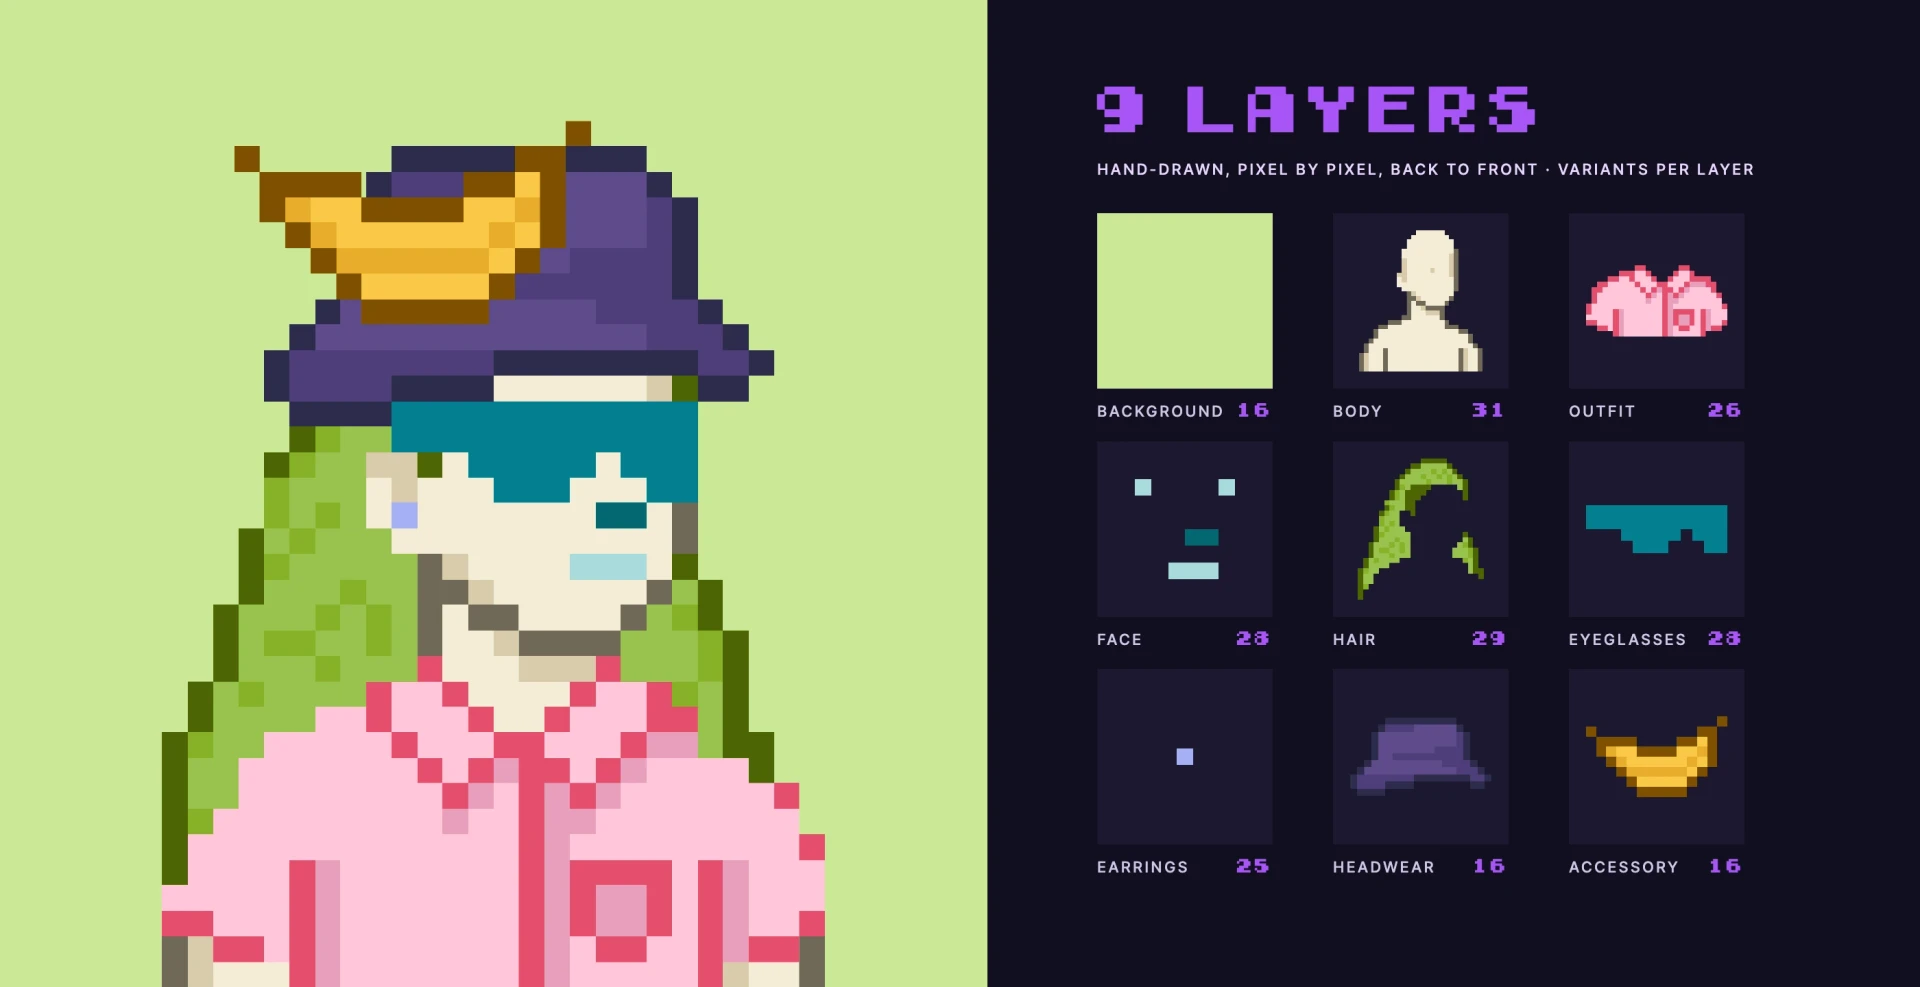 9 LAYERS
HAND-DRAWN, PIXEL BY PIXEL, BACK TO FRONT · VARIANTS PER LAYER
BACKGROUND 16
BODY 31
OUTFIT 26
FACE 28
HAIR 29
EYEGLASSES 28
EARRINGS 25
HEADWEAR 16
ACCESSORY 16